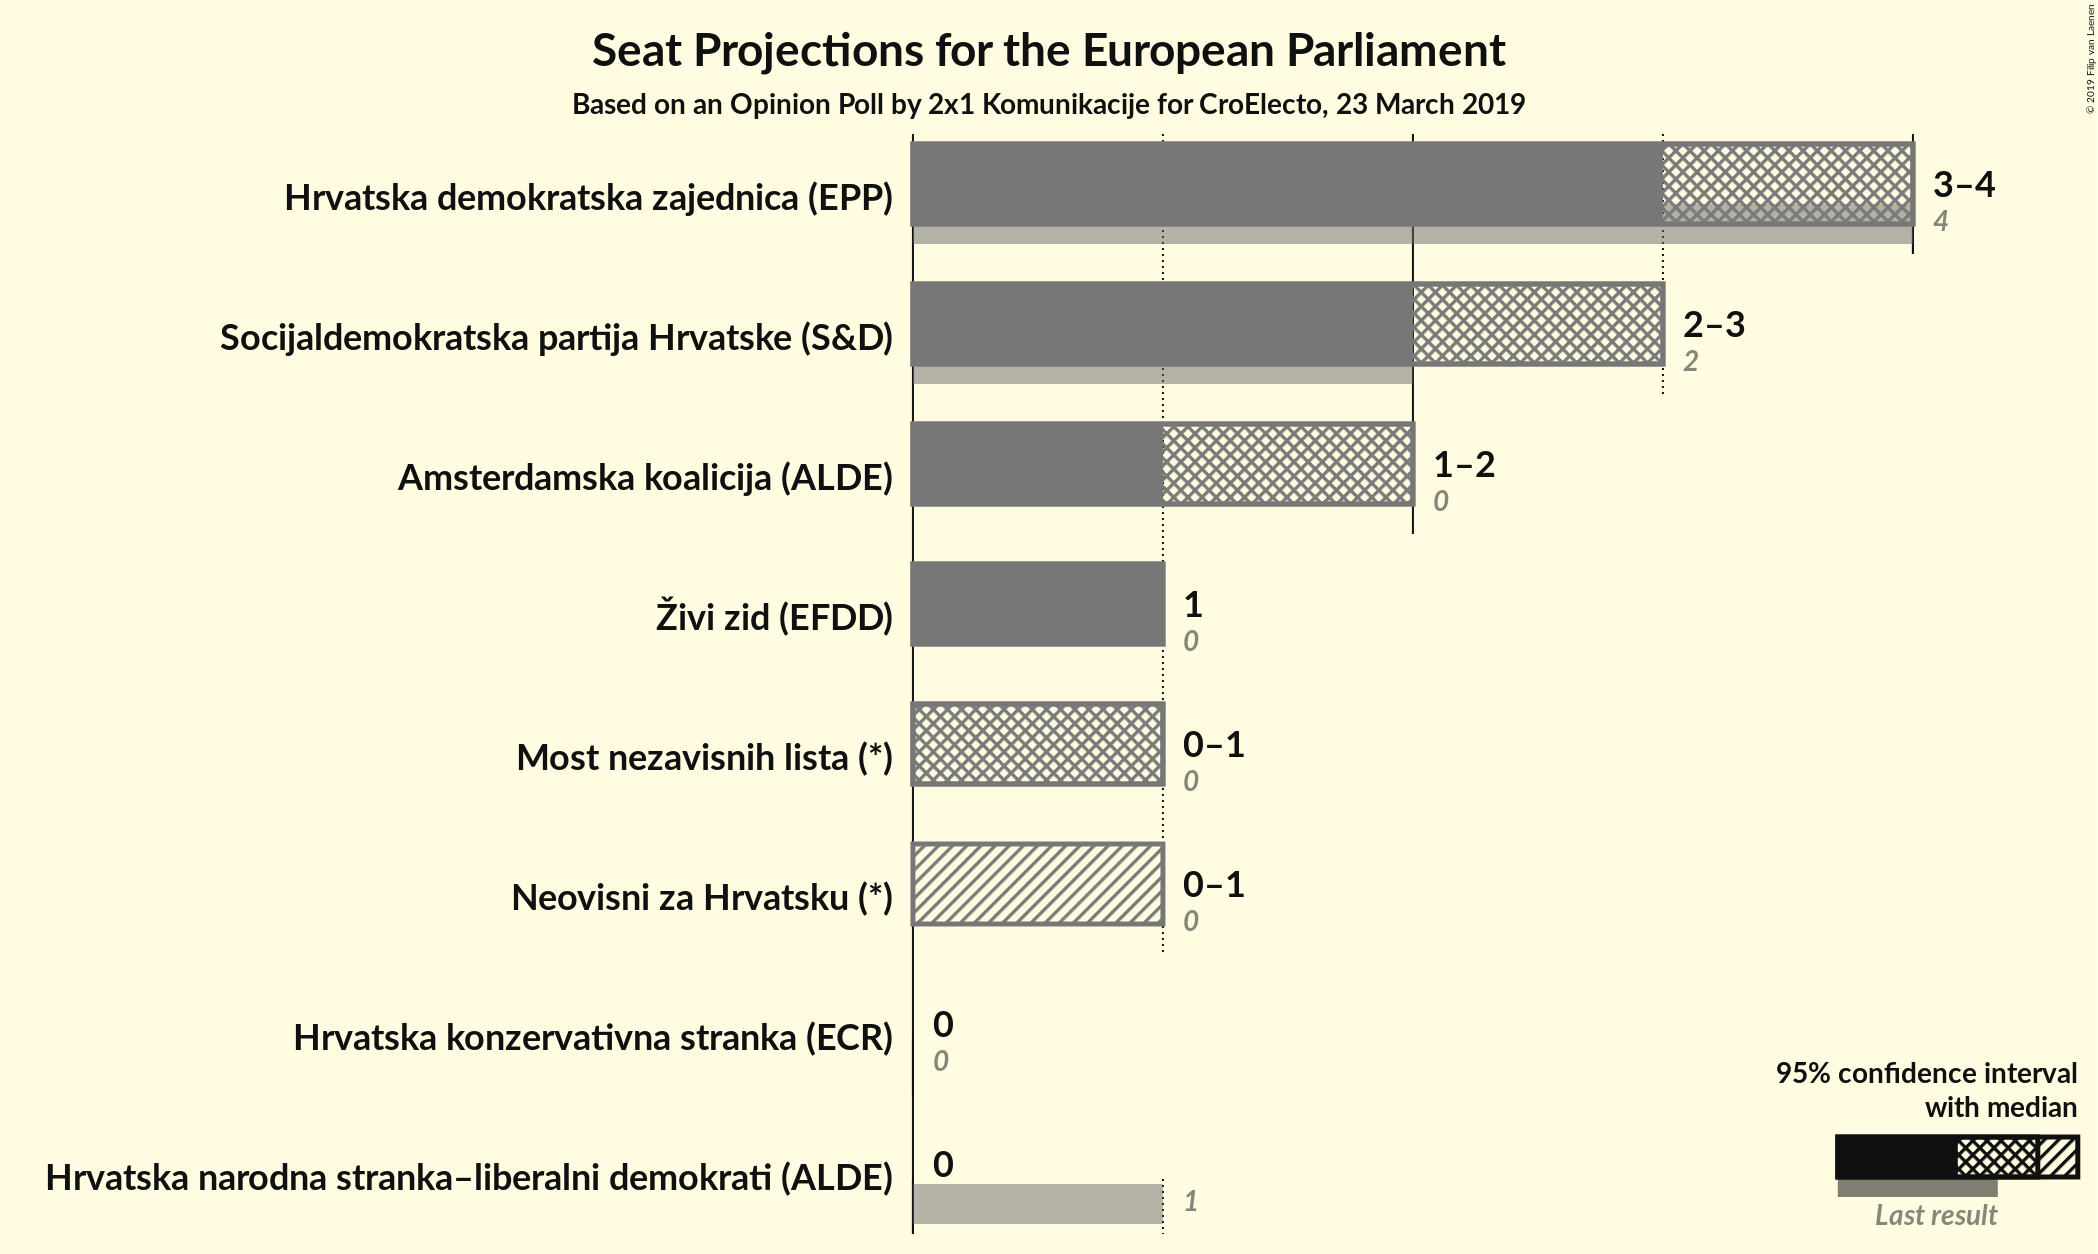 Seat Projections for the European Parliament
Based on an Opinion Poll by 2x1 Komunikacije for CroElecto, 23 March 2019
© 2019 Filip van Laenen
Hrvatska demokratska zajednica (EPP)
3–4
4
Socijaldemokratska partija Hrvatske (S&D)
2–3
2
Amsterdamska koalicija (ALDE)
1–2
0
Živi zid (EFDD)
1
0
Most nezavisnih lista (*)
0–1
0
Neovisni za Hrvatsku (*)
0–1
0
Hrvatska konzervativna stranka (ECR)
0
0
Hrvatska narodna stranka–liberalni demokrati (ALDE)
0
1
95% confidence interval
with median
Last result